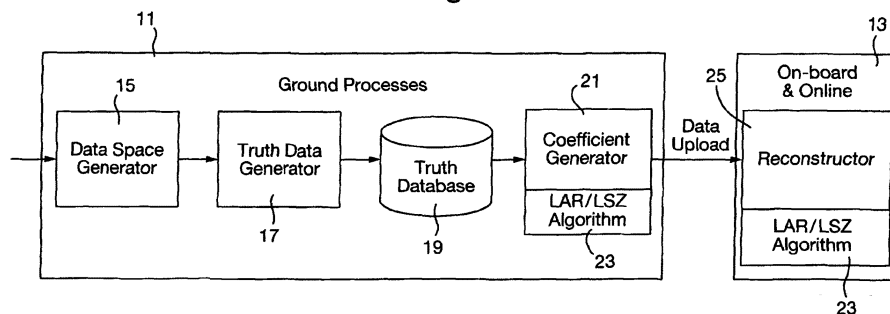 11
13
Ground Processes
On-board
& Online
15
21
25
Data Space
Generator
Truth Data
Generator
17
Truth
Database
19
Coefficient
Generator
LAR/LSZ
Algorithm
23
Data
Upload
Reconstructor
LAR/LSZ
Algorithm
23